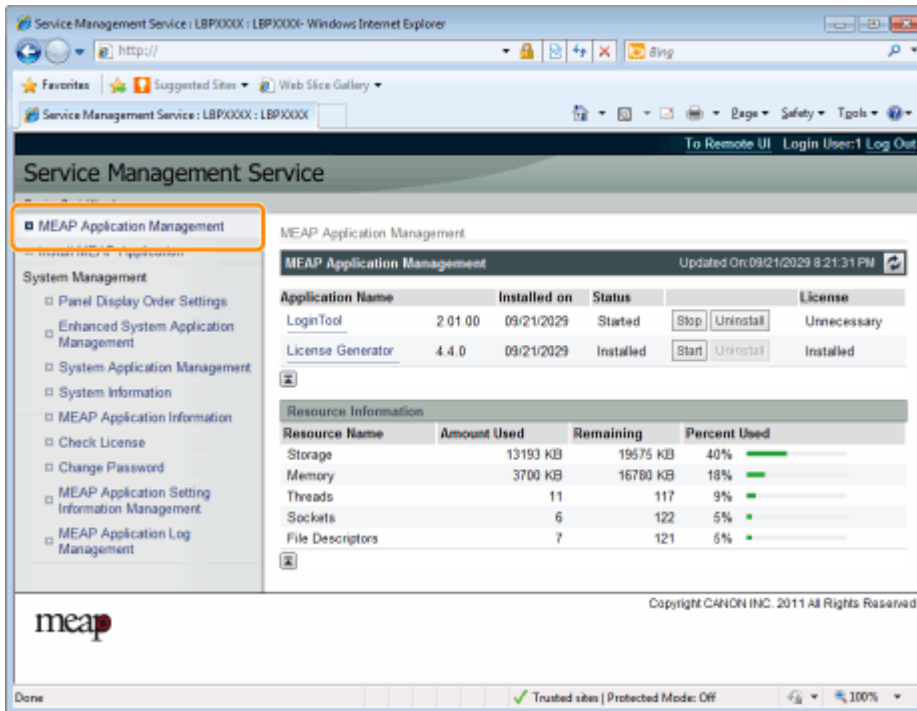 Service Management Service : LBPXXXX : LBPXXXX- Windows Internet Explorer
http://
Bing
Favorites Suggested Sites Web Slice Gallery
Service Management Service : LBPXXXX : LBPXXXX
Page Safety Tools
To Remote UI Login User:1 Log Out
Service Management Service
MEAP Application Management
Install MEAP Application
System Management
Panel Display Order Settings
Enhanced System Application
Management
System Application Management
System Information
MEAP Application Information
Check License
Change Password
MEAP Application Setting
Information Management
MEAP Application Log
Management
MEAP Application Management
MEAP Application Management Updated On:09/21/2029 8:21:31 PM
Application Name Installed on Status License
LoginTool 2.01.00 09/21/2029 Started Stop Uninstall Unnecessary
License Generator 4.4.0 09/21/2029 Installed Start Uninstall Installed
Resource Information
Resource Name Amount Used Remaining Percent Used
Storage 13193 KB 19575 KB 40%
Memory 3700 KB 16780 KB 18%
Threads 11 117 9%
Sockets 6 122 5%
File Descriptors 7 121 6%
Copyright CANON INC. 2011 All Rights Reserved
meap
Done Trusted sites | Protected Mode: Off 100%